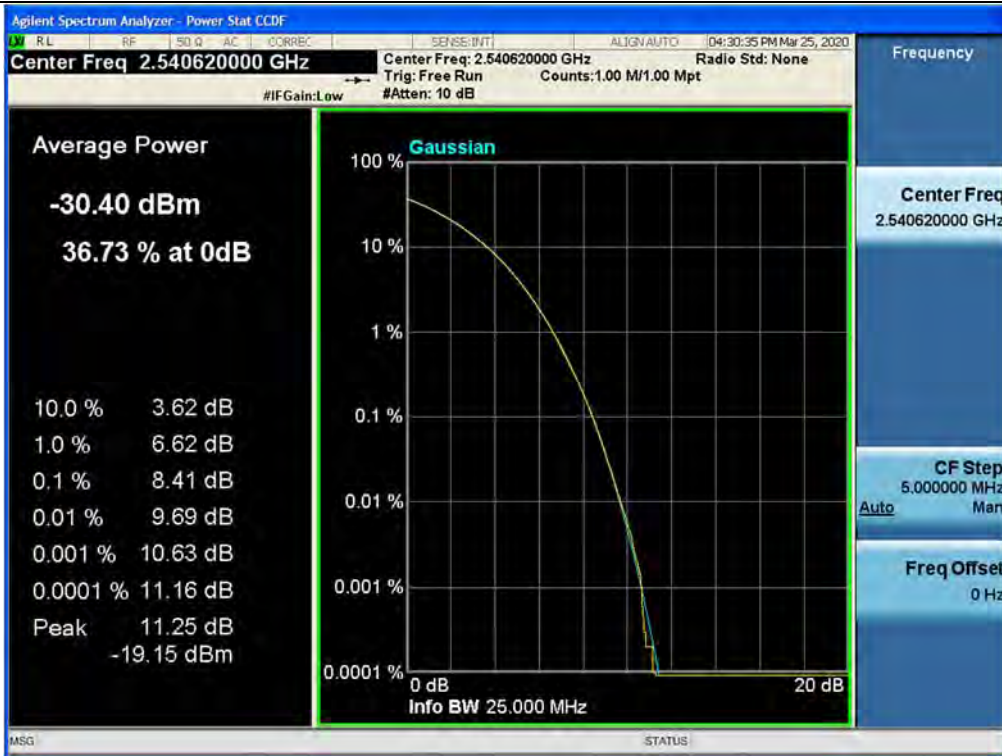 Agilent Spectrum Analyzer - Power Stat CCDF
LXI RL RF 50 Ω AC CORREC SENSE:INT ALIGN AUTO 04:30:35 PM Mar 25, 2020
Center Freq 2.540620000 GHz
Center Freq: 2.540620000 GHz Radio Std: None
Trig: Free Run Counts:1.00 M/1.00 Mpt
#IFGain:Low #Atten: 10 dB
Average Power
-30.40 dBm
36.73 % at 0dB
10.0 % 3.62 dB
1.0 % 6.62 dB
0.1 % 8.41 dB
0.01 % 9.69 dB
0.001 % 10.63 dB
0.0001 % 11.16 dB
Peak 11.25 dB
-19.15 dBm
Gaussian
100 %
10 %
1 %
0.1 %
0.01 %
0.001 %
0.0001 %
0 dB 20 dB
Info BW 25.000 MHz
Frequency
Center Freq
2.540620000 GHz
CF Step
5.000000 MHz
Auto Man
Freq Offset
0 Hz
MSG STATUS